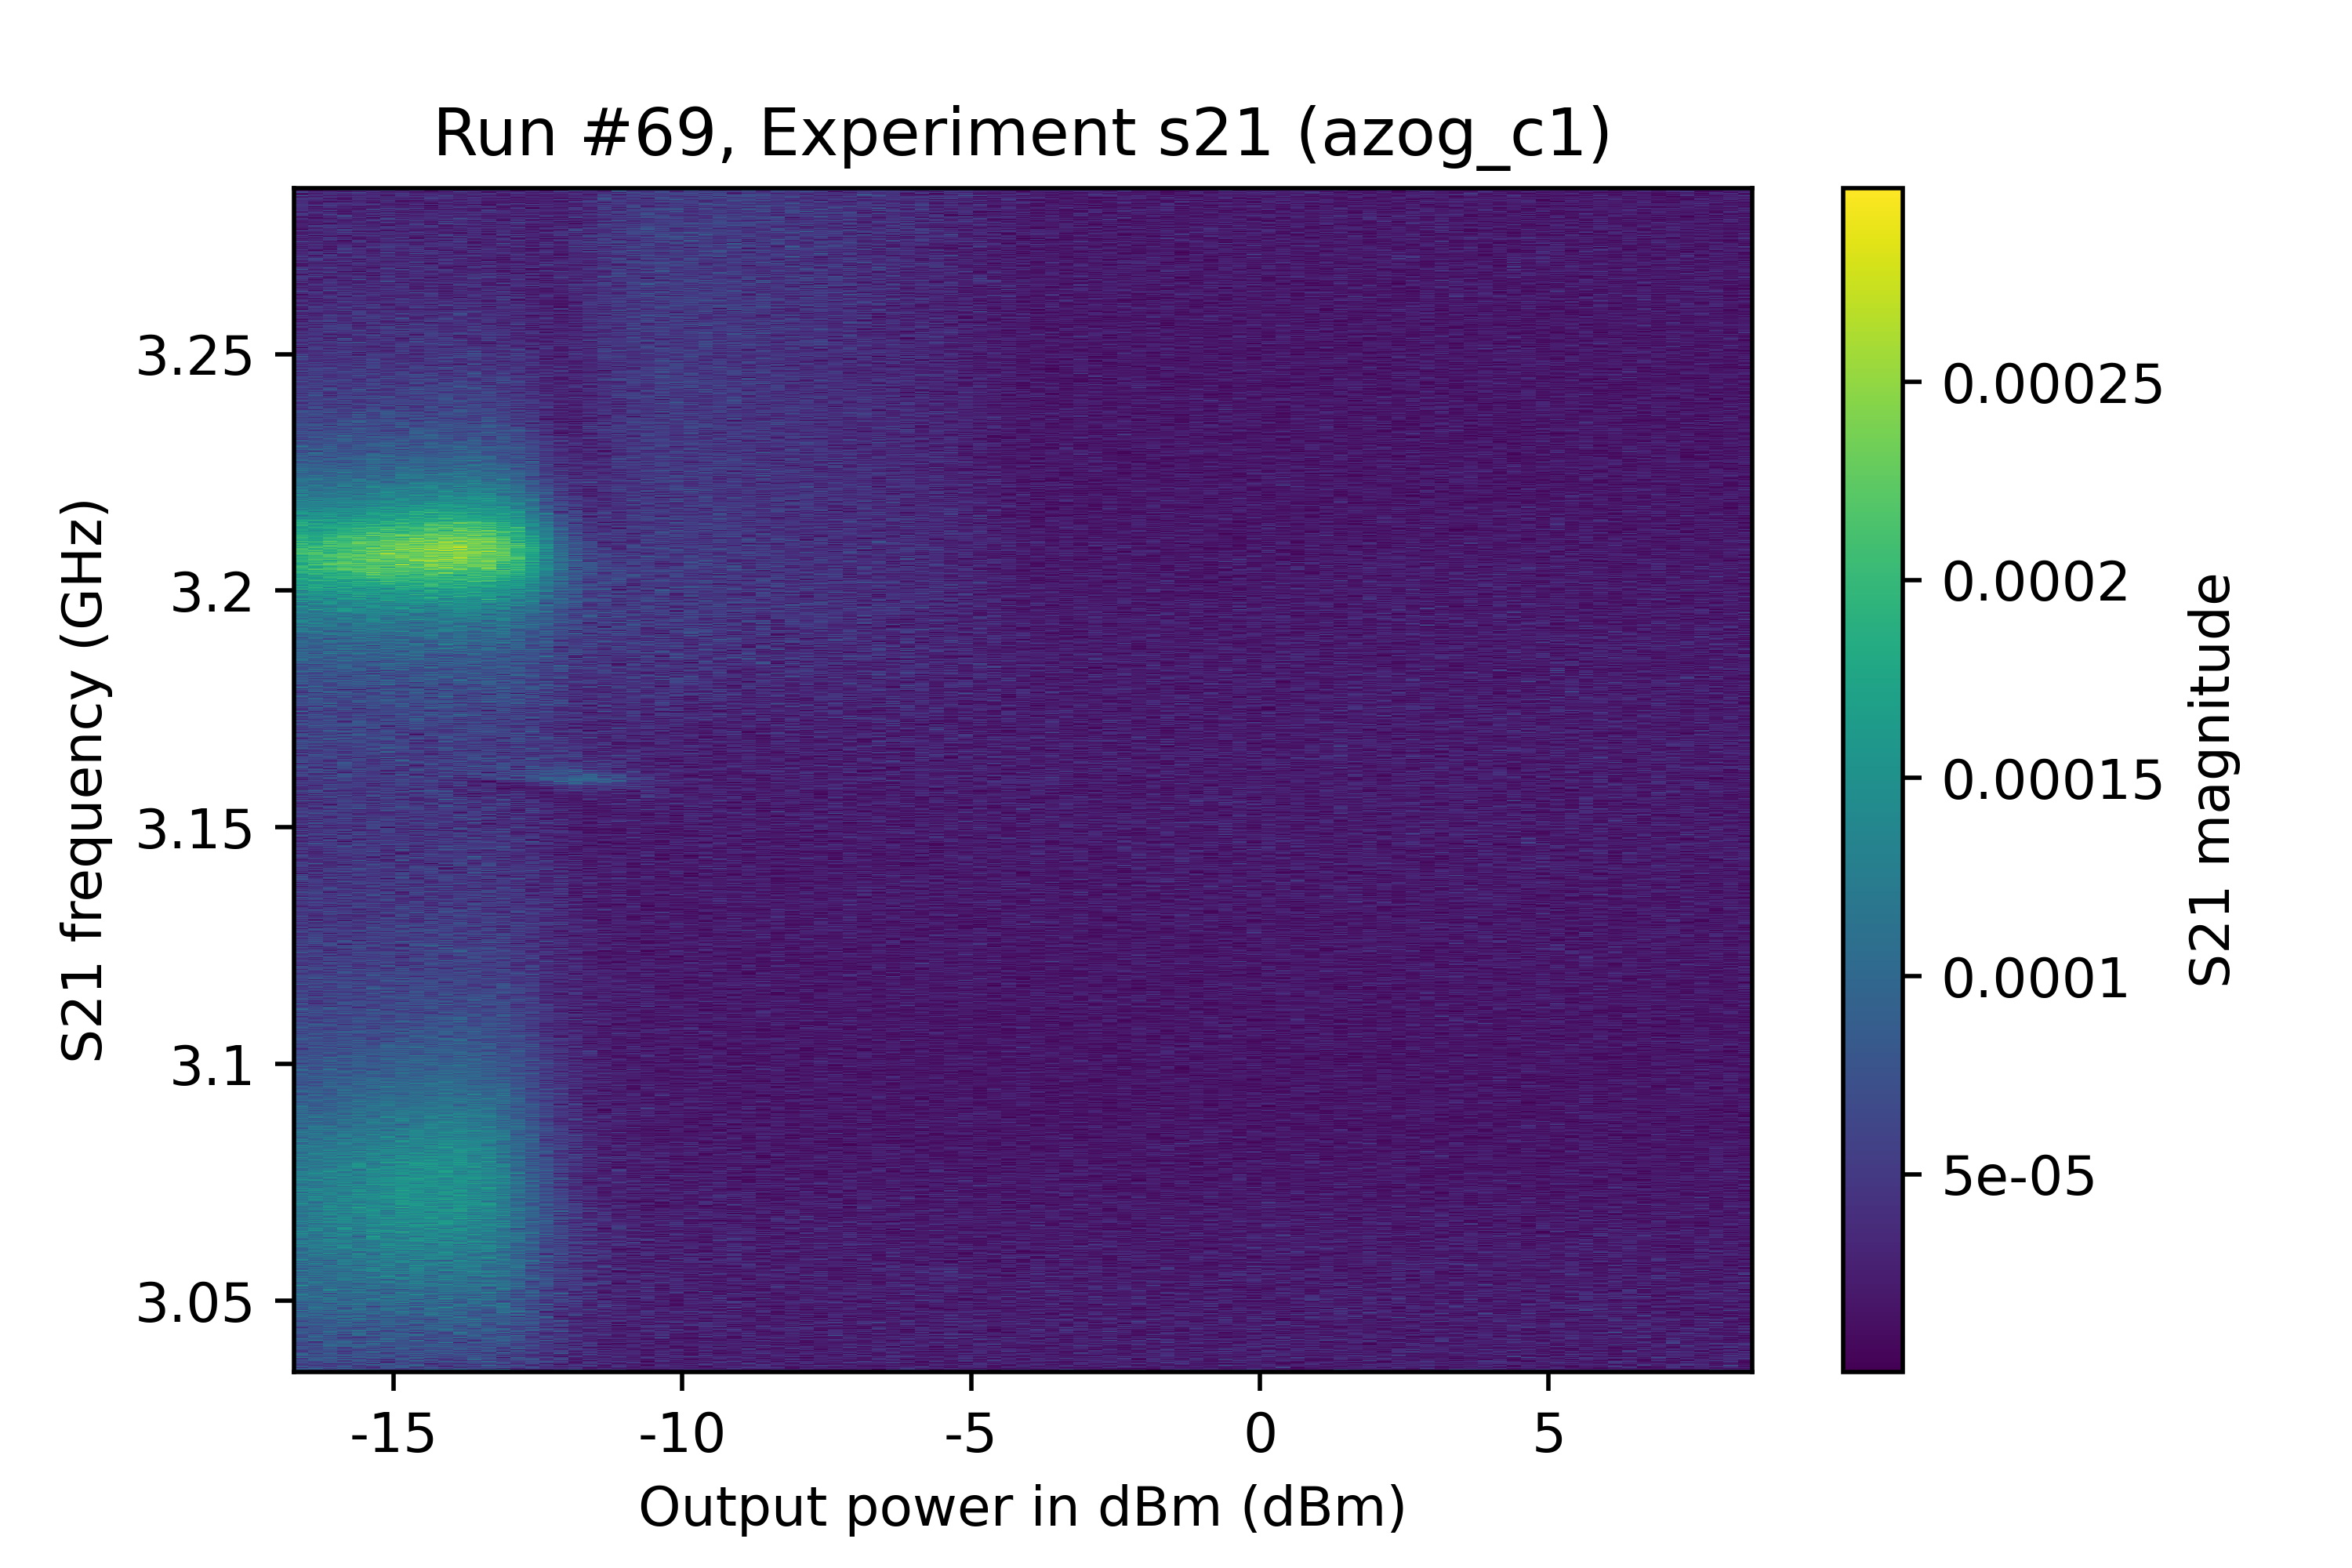 Run #69, Experiment s21 (azog_c1)
S21 frequency (GHz)
3.25
3.2
3.15
3.1
3.05
-15
-10
-5
0
5
Output power in dBm (dBm)
0.00025
0.0002
0.00015
0.0001
5e-05
S21 magnitude